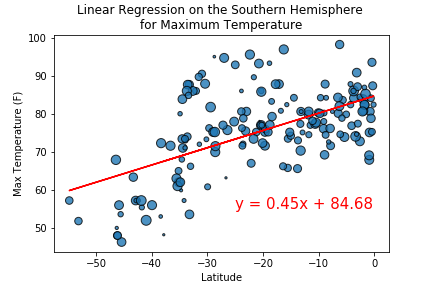 Linear Regression on the Southern Hemisphere
for Maximum Temperature
100
90
80
70
60
50
Max Temperature (F)
y = 0.45x + 84.68
−50 −40 −30 −20 −10 0
Latitude